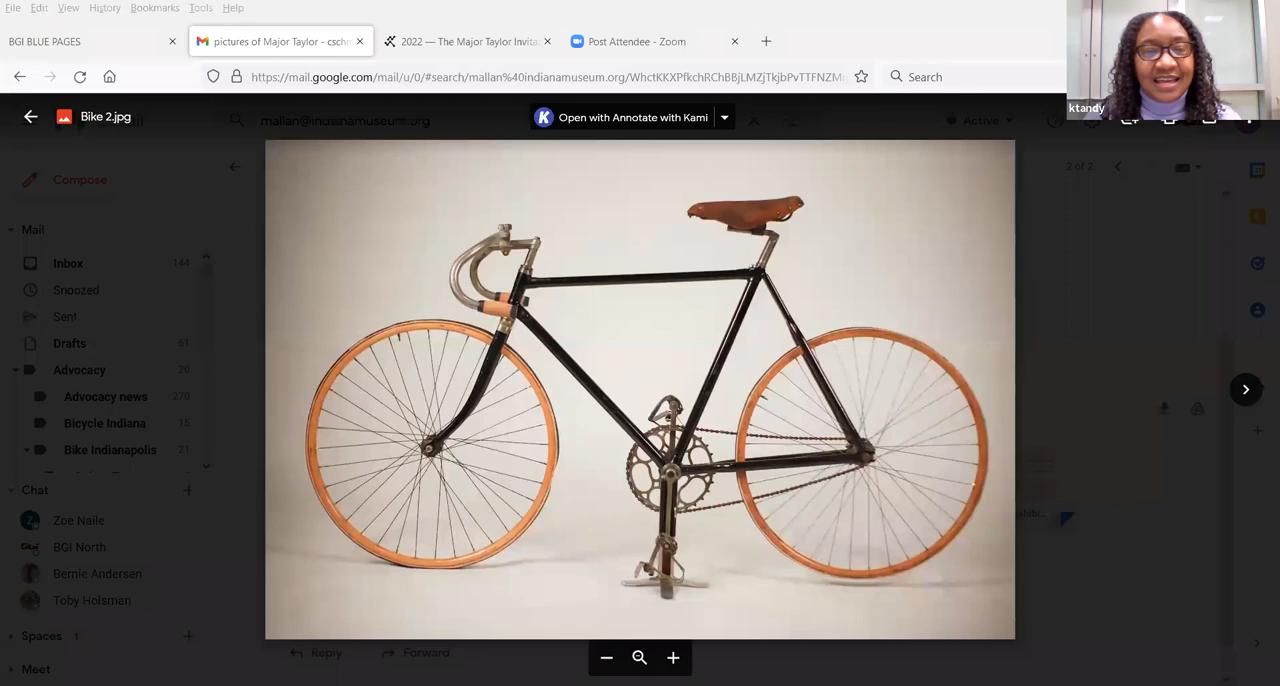 File Edit View History Bookmarks Tools Help
BGI BLUE PAGES
pictures of Major Taylor - cschm
2022 — The Major Taylor Invita
Post Attendee - Zoom
https://mail.google.com/mail/u/0/#search/mallan%40indianamuseum.org/
Search
ktandy
Bike 2.jpg
mallan@indianamuseum.org
K Open with Annotate with Kami
Active
Compose
2 of 2
Mail
Inbox 144
Snoozed
Sent
Drafts 61
Advocacy 20
Advocacy news 270
Bicycle Indiana 15
Bike Indianapolis 21
Chat
Zoe Naile
BGI North
Bernie Andersen
Toby Holsman
Spaces 1
Meet
Reply Forward